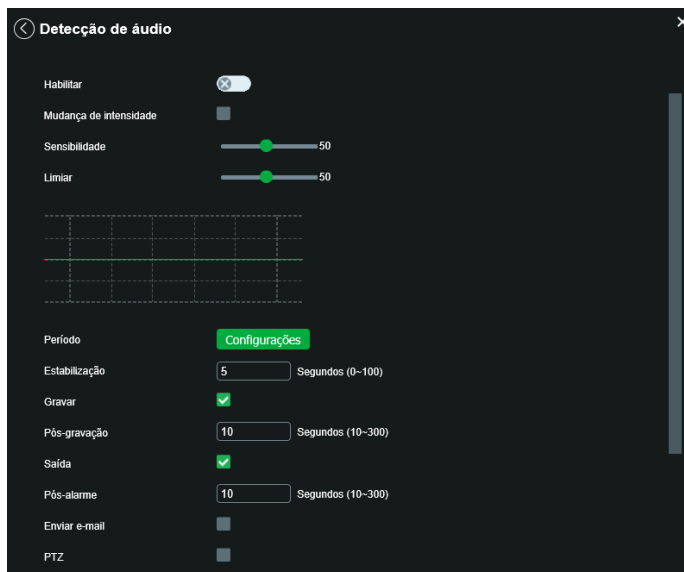 Detecção de áudio
Habilitar
Mudança de intensidade
Sensibilidade 50
Limiar 50
Período Configurações
Estabilização 5 Segundos (0~100)
Gravar
Pós-gravação 10 Segundos (10~300)
Saída
Pós-alarme 10 Segundos (10~300)
Enviar e-mail
PTZ